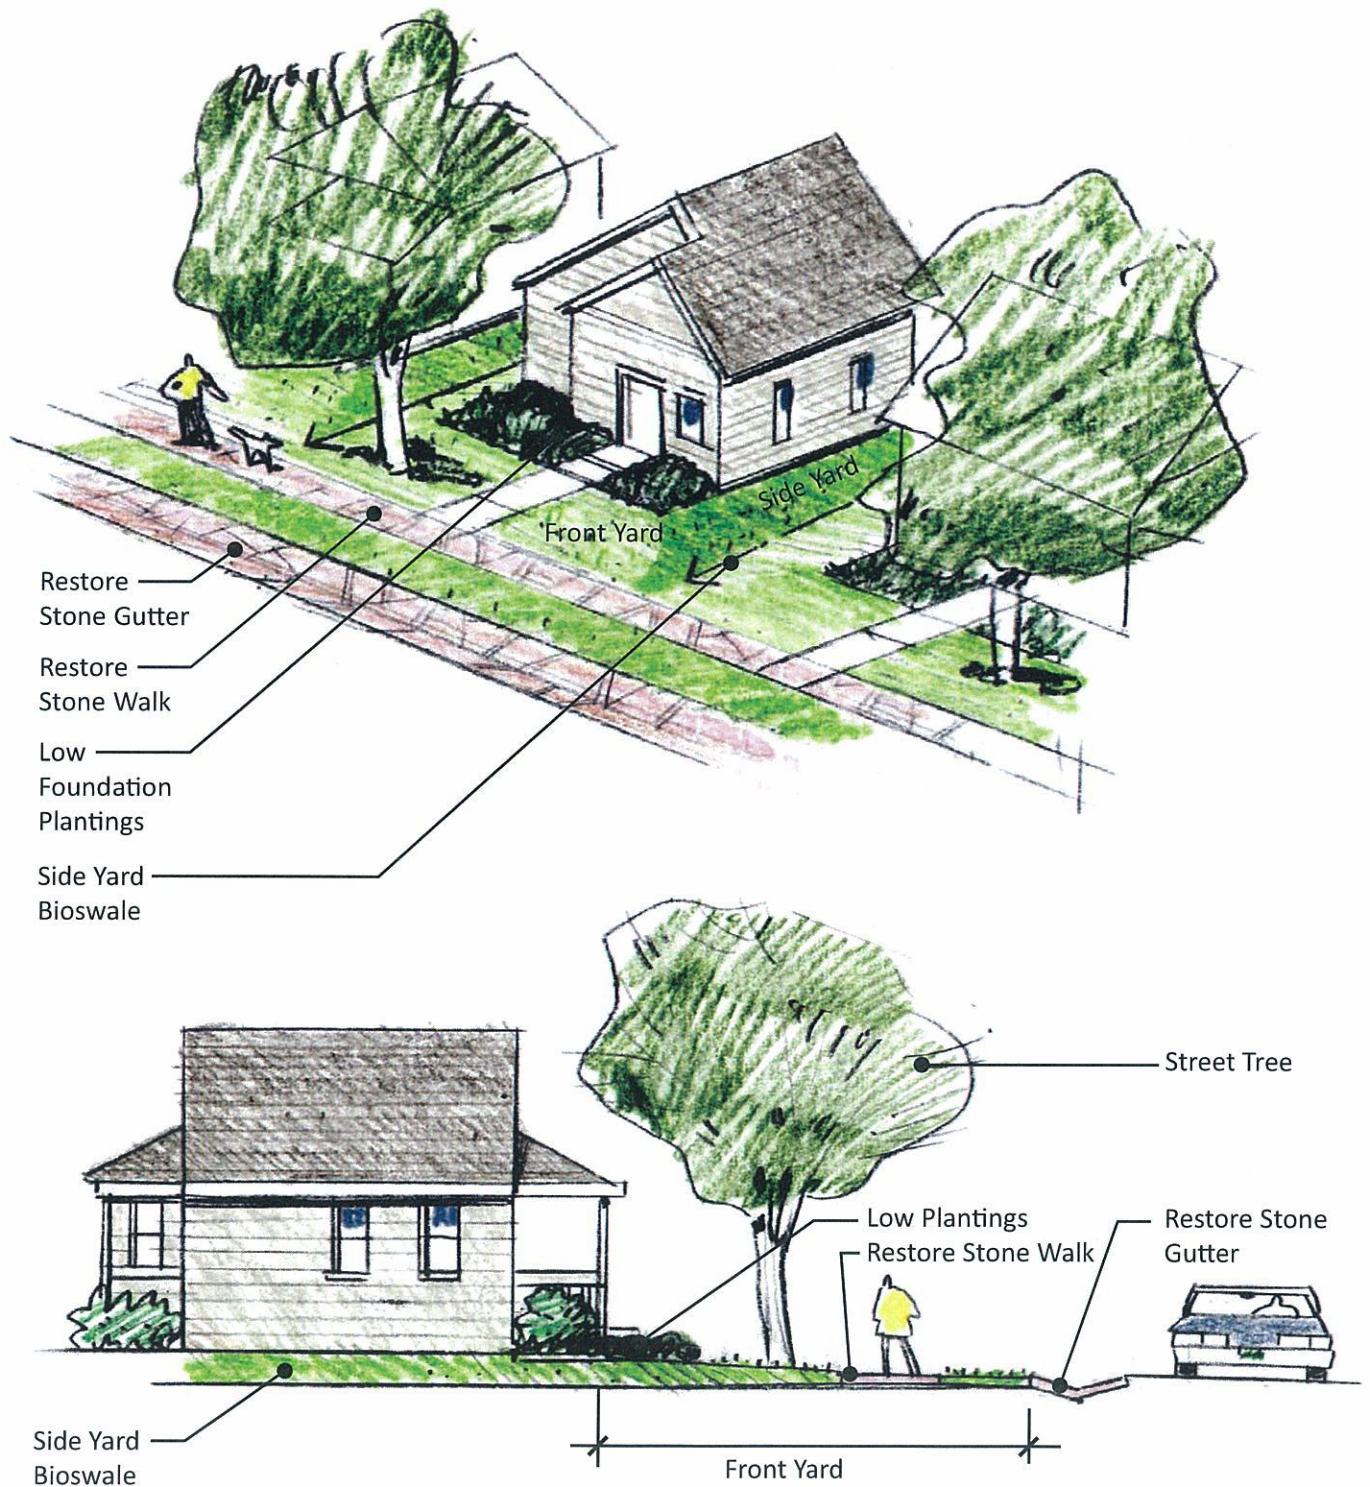 Side Yard
Front Yard
Restore
Stone Gutter
Restore
Stone Walk
Low
Foundation
Plantings
Side Yard
Bioswale
Street Tree
Low Plantings
Restore Stone Walk
Restore Stone
Gutter
Side Yard
Bioswale
Front Yard